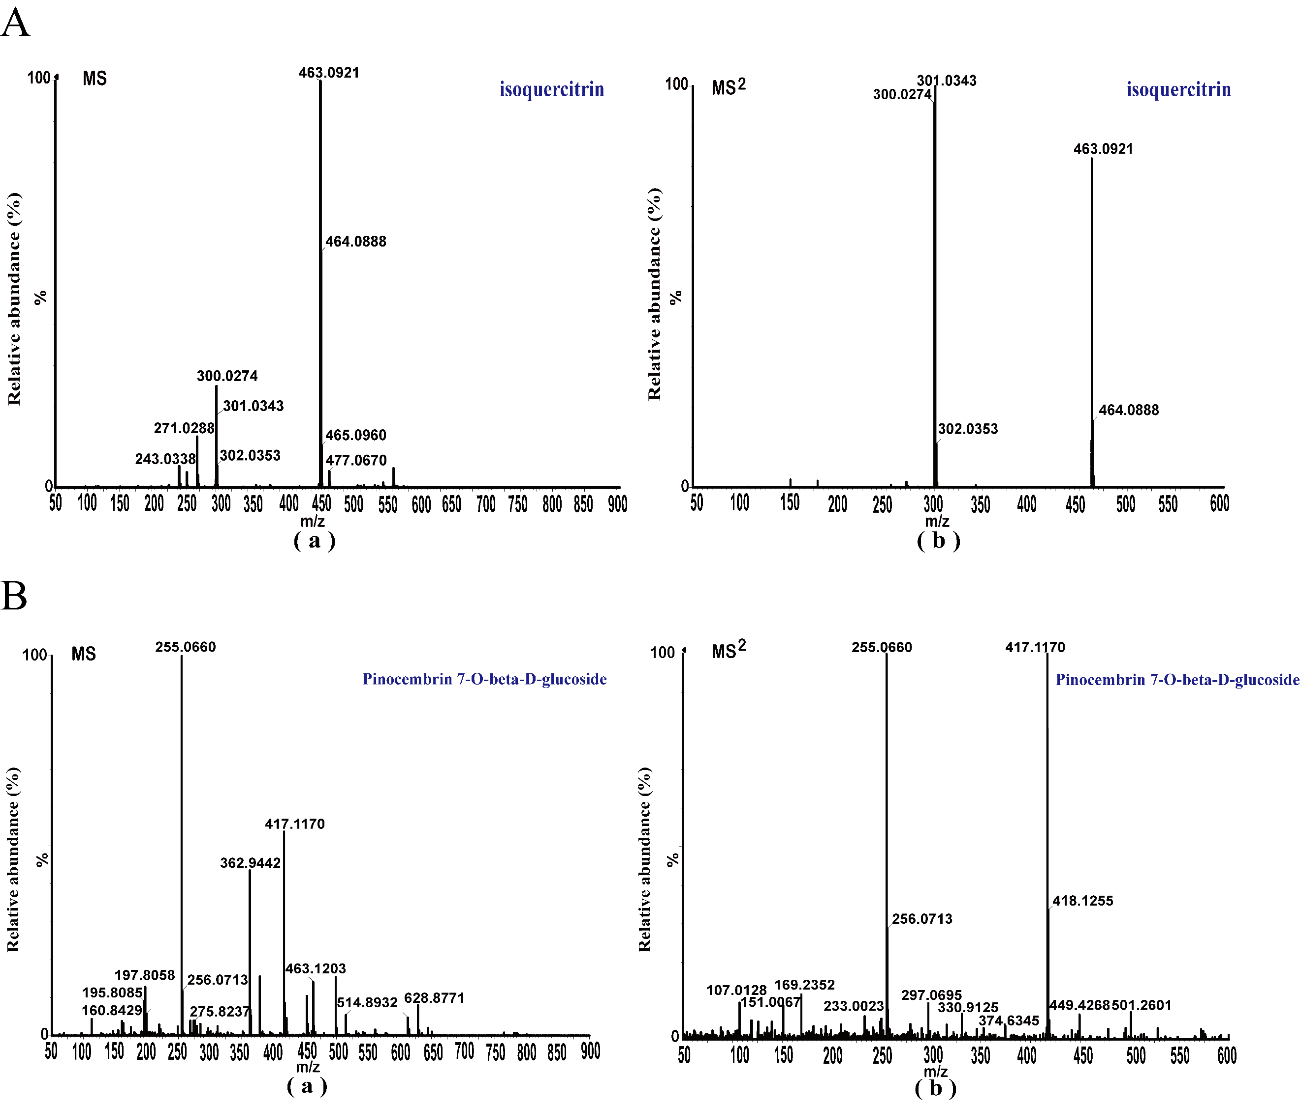 A
100 MS
463.0921
isoquercitrin
464.0888
300.0274
301.0343
271.0288
243.0338
302.0353
465.0960
477.0670
Relative abundance (%)
%
0
50 100 150 200 250 300 350 400 450 500 550 600 650 700 750 800 850 900
m/z
( a )
100 MS2
301.0343
300.0274
isoquercitrin
463.0921
302.0353
464.0888
Relative abundance (%)
%
0
50 100 150 200 250 300 350 400 450 500 550 600
m/z
( b )
B
100 MS
255.0660
Pinocembrin 7-O-beta-D-glucoside
417.1170
362.9442
197.8058
195.8085
160.8429
256.0713
275.8237
463.1203
514.8932
628.8771
Relative abundance (%)
%
0
50 100 150 200 250 300 350 400 450 500 550 600 650 700 750 800 850 900
m/z
( a )
100 MS2
255.0660
417.1170
Pinocembrin 7-O-beta-D-glucoside
256.0713
418.1255
107.0128
151.0067
169.2352
233.0023
297.0695
330.9125
374.6345
449.4268
501.2601
Relative abundance (%)
%
0
50 100 150 200 250 300 350 400 450 500 550 600
m/z
( b )